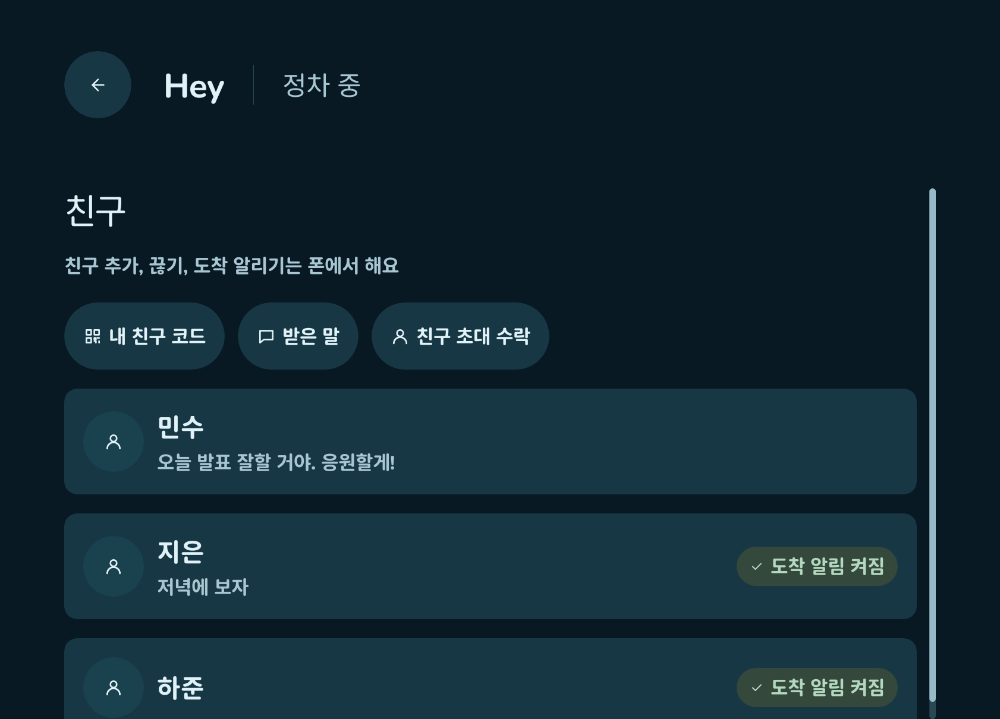 Hey
정차 중
친구
친구 추가, 끊기, 도착 알리기는 폰에서 해요
내 친구 코드
받은 말
친구 초대 수락
민수
오늘 발표 잘할 거야. 응원할게!
지은
저녁에 보자
도착 알림 켜짐
하준
도착 알림 켜짐